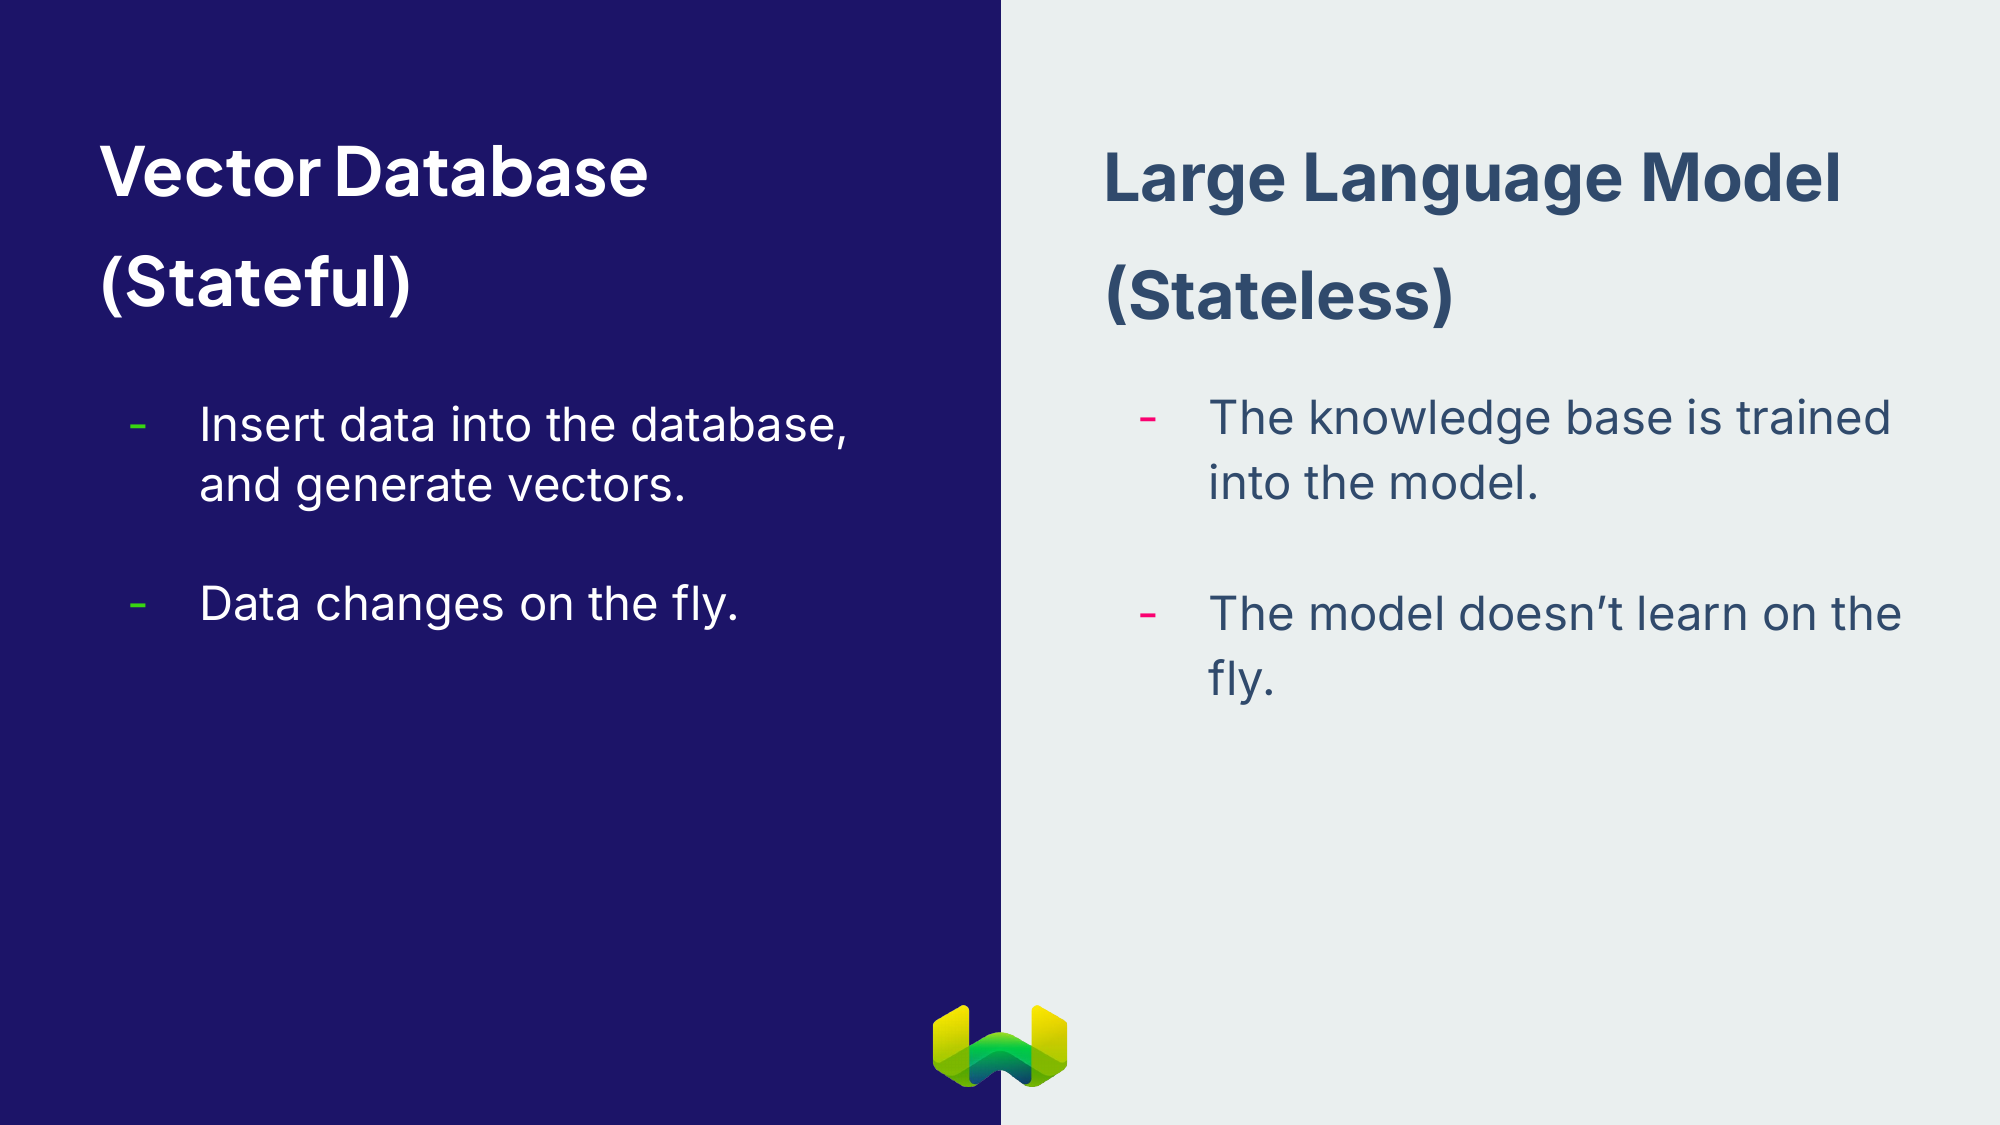 Vector Database
(Stateful)
- Insert data into the database,
and generate vectors.
- Data changes on the fly.
Large Language Model
(Stateless)
- The knowledge base is trained
into the model.
- The model doesn’t learn on the
fly.